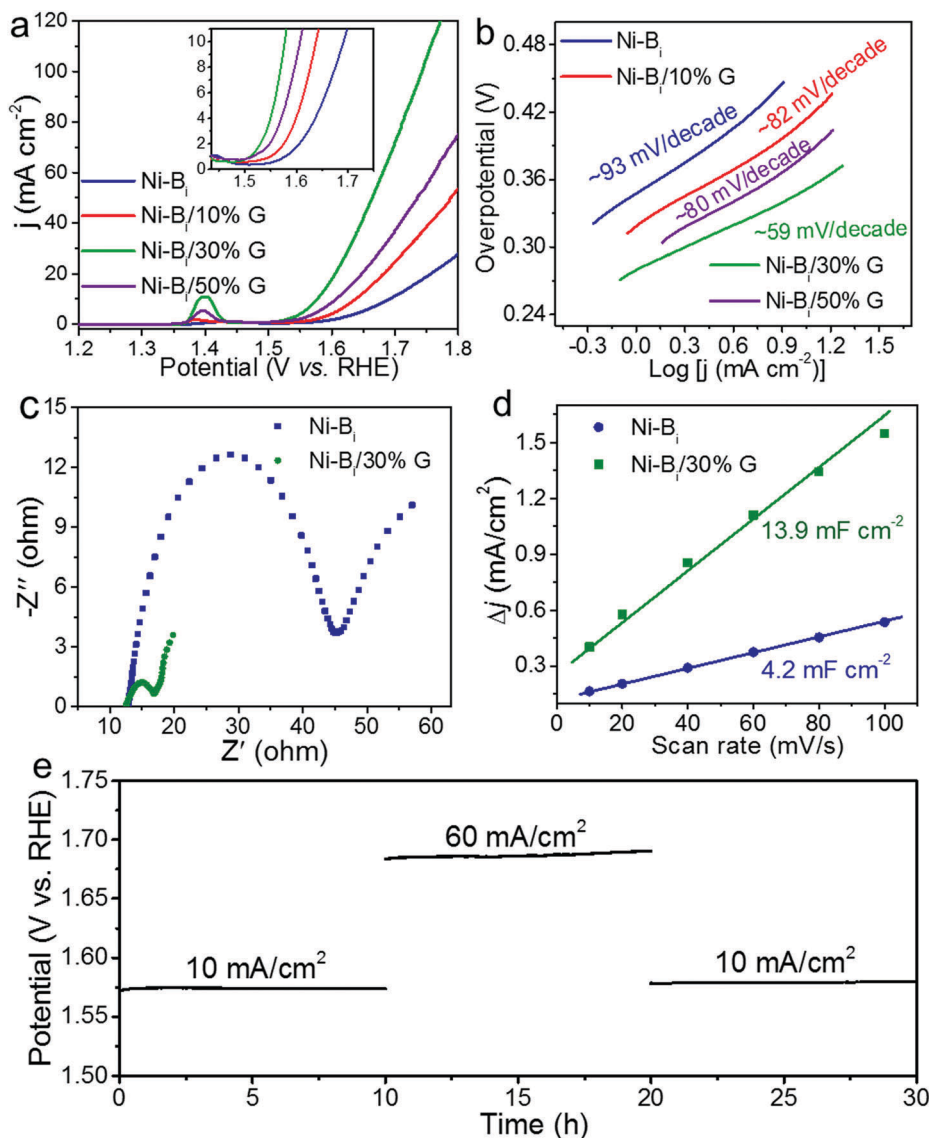 a
j (mA cm⁻²)
120
100
80
60
40
20
0
1.2 1.3 1.4 1.5 1.6 1.7 1.8
Potential (V vs. RHE)
10
8
6
4
2
0
1.5 1.6 1.7
Ni-Bᵢ
Ni-Bᵢ/10% G
Ni-Bᵢ/30% G
Ni-Bᵢ/50% G
b
Overpotential (V)
0.48
0.42
0.36
0.30
0.24
-0.3 0.0 0.3 0.6 0.9 1.2 1.5
Log [j (mA cm⁻²)]
Ni-Bᵢ
Ni-Bᵢ/10% G
~93 mV/decade
~82 mV/decade
~80 mV/decade
~59 mV/decade
Ni-Bᵢ/30% G
Ni-Bᵢ/50% G
c
-Z″ (ohm)
15
12
9
6
3
0
10 20 30 40 50 60
Z′ (ohm)
Ni-Bᵢ
Ni-Bᵢ/30% G
d
Δj (mA/cm²)
1.5
1.2
0.9
0.6
0.3
20 40 60 80 100
Scan rate (mV/s)
Ni-Bᵢ
Ni-Bᵢ/30% G
13.9 mF cm⁻²
4.2 mF cm⁻²
e
Potential (V vs. RHE)
1.75
1.70
1.65
1.60
1.55
1.50
0 5 10 15 20 25 30
Time (h)
10 mA/cm²
60 mA/cm²
10 mA/cm²